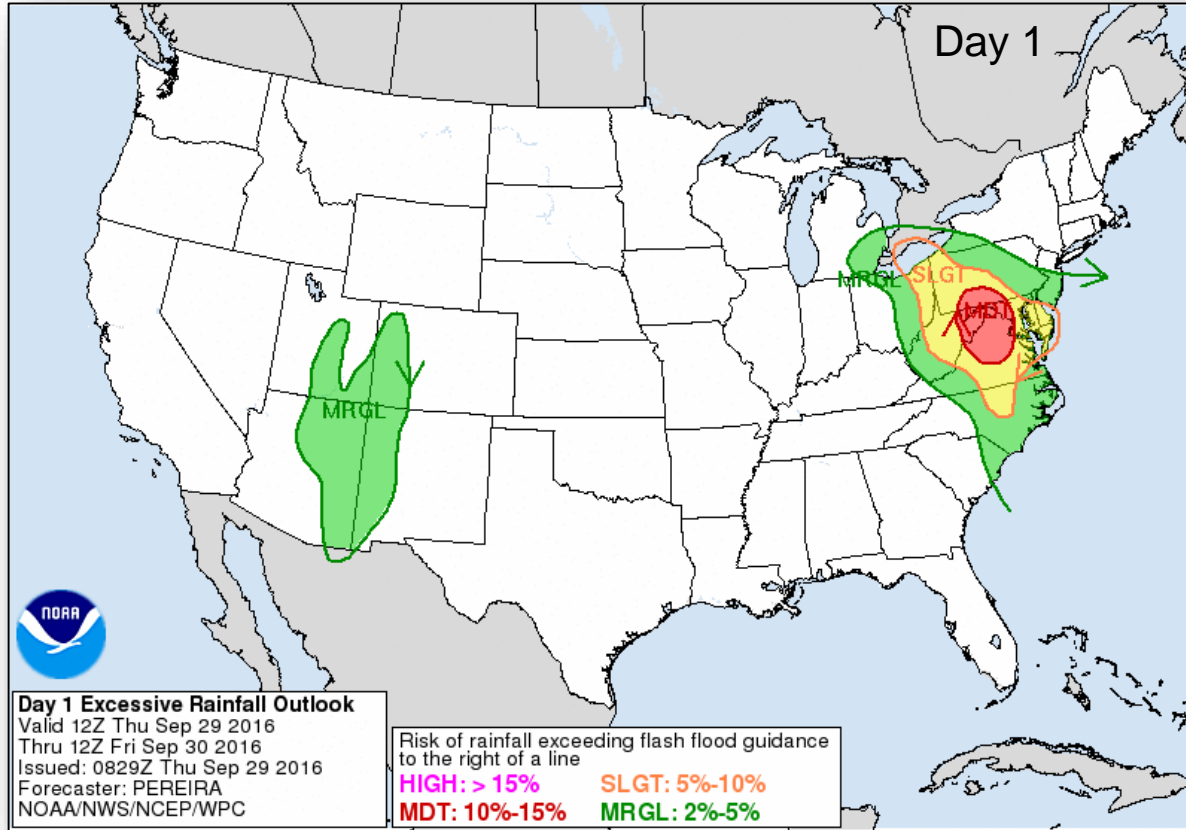 Day 1
MRGL
SLGT
MDT
MRGL
NOAA
Day 1 Excessive Rainfall Outlook
Valid 12Z Thu Sep 29 2016
Thru 12Z Fri Sep 30 2016
Issued: 0829Z Thu Sep 29 2016
Forecaster: PEREIRA
NOAA/NWS/NCEP/WPC
Risk of rainfall exceeding flash flood guidance
to the right of a line
HIGH: > 15% SLGT: 5%-10%
MDT: 10%-15% MRGL: 2%-5%